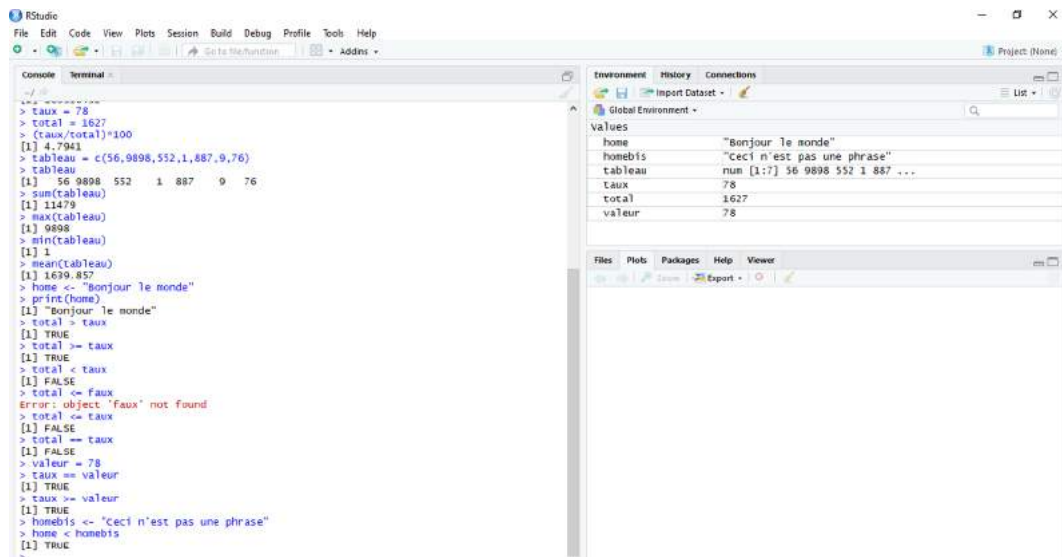 RStudio
File Edit Code View Plots Session Build Debug Profile Tools Help
Go to file/function Addins
Project: (None)
Console Terminal
~/
> taux = 78
> total = 1627
> (taux/total)*100
[1] 4.7941
> tableau = c(56,9898,552,1,887,9,76)
> tableau
[1] 56 9898 552 1 887 9 76
> sum(tableau)
[1] 11479
> max(tableau)
[1] 9898
> min(tableau)
[1] 1
> mean(tableau)
[1] 1639.857
> home <- "Bonjour le monde"
> print(home)
[1] "Bonjour le monde"
> total > taux
[1] TRUE
> total >= taux
[1] TRUE
> total < taux
[1] FALSE
> total <= faux
Error: object 'faux' not found
> total <= taux
[1] FALSE
> total == taux
[1] FALSE
> valeur = 78
> taux == valeur
[1] TRUE
> taux >= valeur
[1] TRUE
> homebis <- "Ceci n'est pas une phrase"
> home < homebis
[1] TRUE
>
Environment History Connections
Import Dataset List
Global Environment
Values
home "Bonjour le monde"
homebis "Ceci n'est pas une phrase"
tableau num [1:7] 56 9898 552 1 887 ...
taux 78
total 1627
valeur 78
Files Plots Packages Help Viewer
Zoom Export